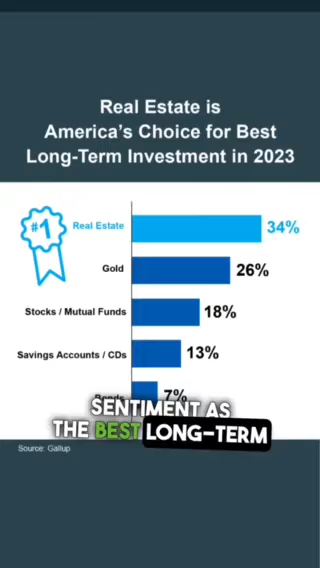 Real Estate is
America's Choice for Best
Long-Term Investment in 2023
#1
Real Estate
34%
Gold
26%
Stocks / Mutual Funds
18%
Savings Accounts / CDs
13%
Bonds
7%
SENTIMENT AS
THE BEST LONG-TERM
Source: Gallup